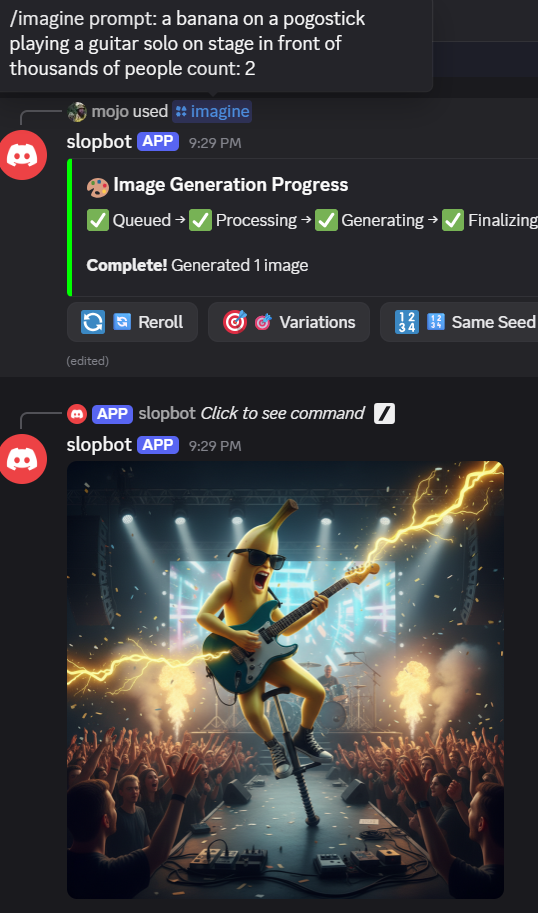 /imagine prompt: a banana on a pogostick
playing a guitar solo on stage in front of
thousands of people count: 2
mojo used imagine
slopbot APP 9:29 PM
Image Generation Progress
Queued → Processing → Generating → Finalizing
Complete! Generated 1 image
Reroll Variations 1234 Same Seed
(edited)
APP slopbot Click to see command /
slopbot APP 9:29 PM